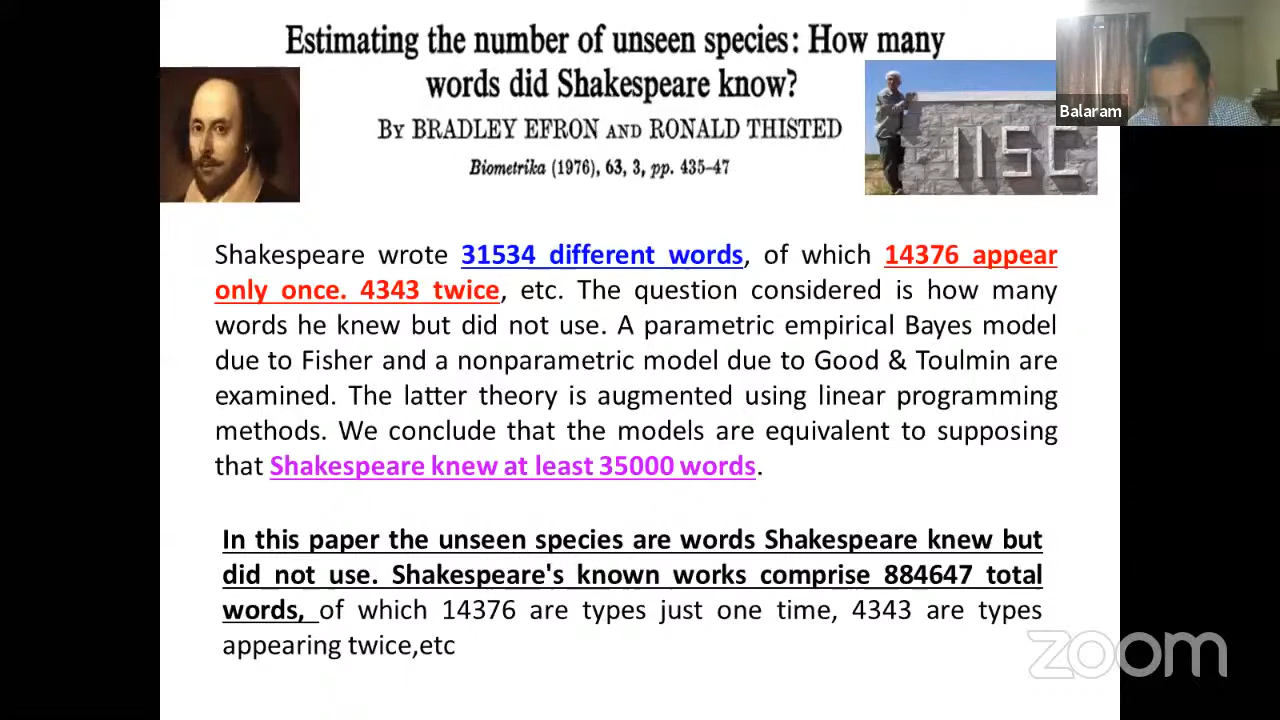 Estimating the number of unseen species: How many
words did Shakespeare know?
BY BRADLEY EFRON AND RONALD THISTED
Biometrika (1976), 63, 3, pp. 435–47
Balaram
IISC
Shakespeare wrote 31534 different words, of which 14376 appear
only once. 4343 twice, etc. The question considered is how many
words he knew but did not use. A parametric empirical Bayes model
due to Fisher and a nonparametric model due to Good & Toulmin are
examined. The latter theory is augmented using linear programming
methods. We conclude that the models are equivalent to supposing
that Shakespeare knew at least 35000 words.
In this paper the unseen species are words Shakespeare knew but
did not use. Shakespeare's known works comprise 884647 total
words, of which 14376 are types just one time, 4343 are types
appearing twice,etc
zoom